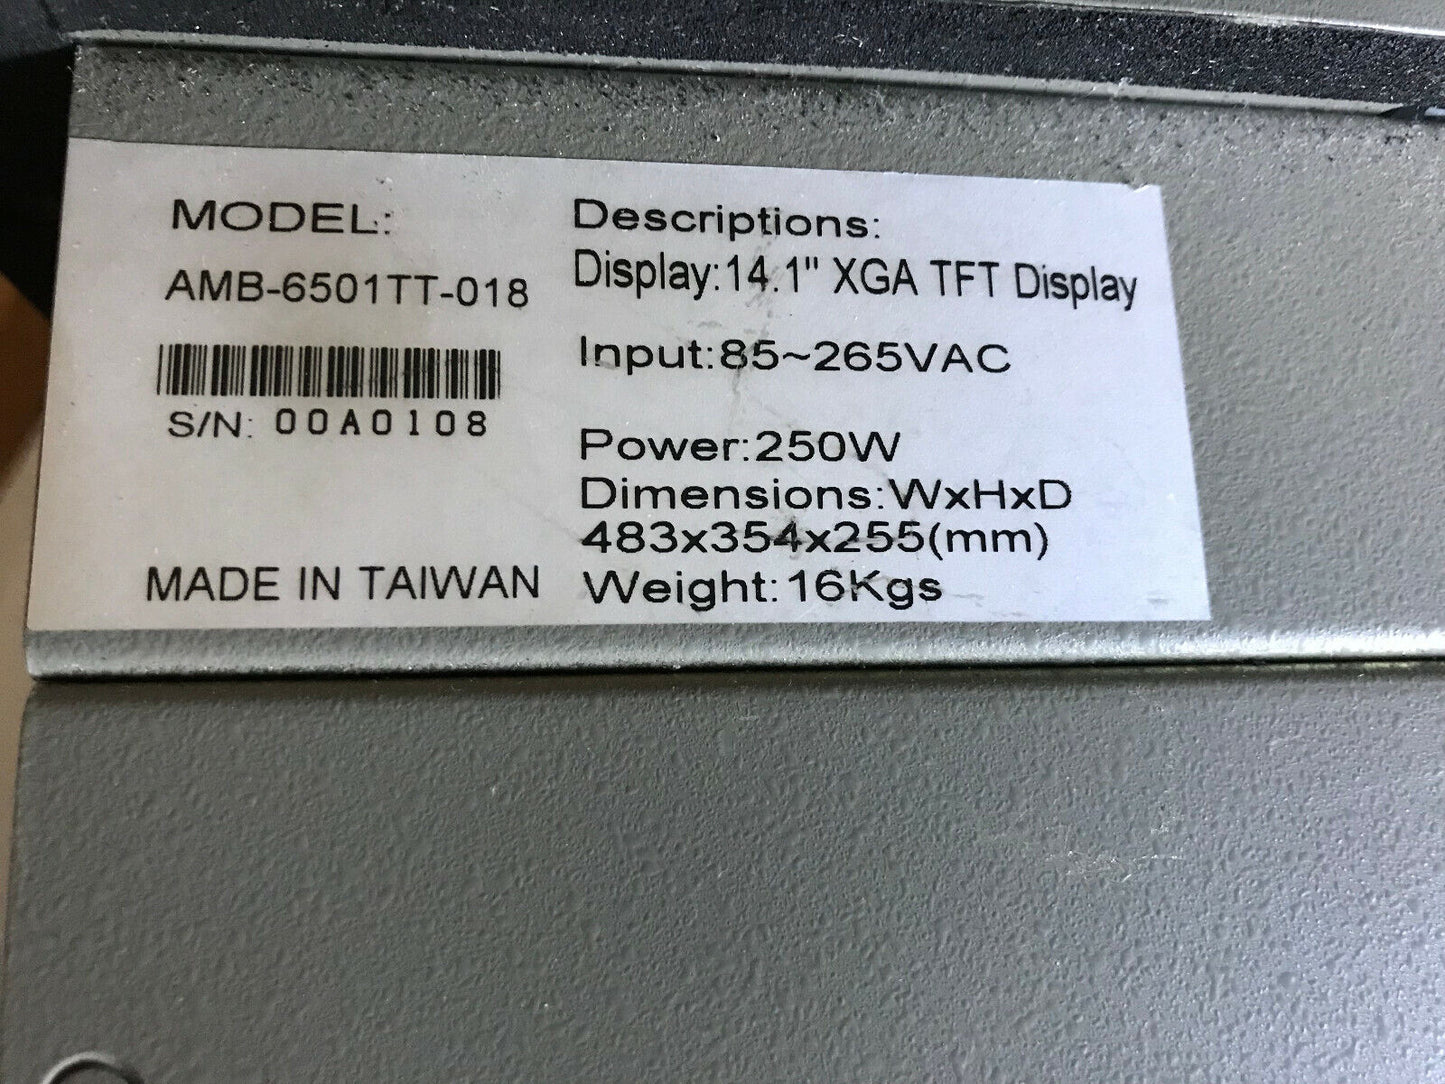 MODEL:
AMB-6501TT-018
S/N: 00A0108
MADE IN TAIWAN
Descriptions:
Display:14.1" XGA TFT Display
Input:85~265VAC
Power:250W
Dimensions:WxHxD
483x354x255(mm)
Weight:16Kgs